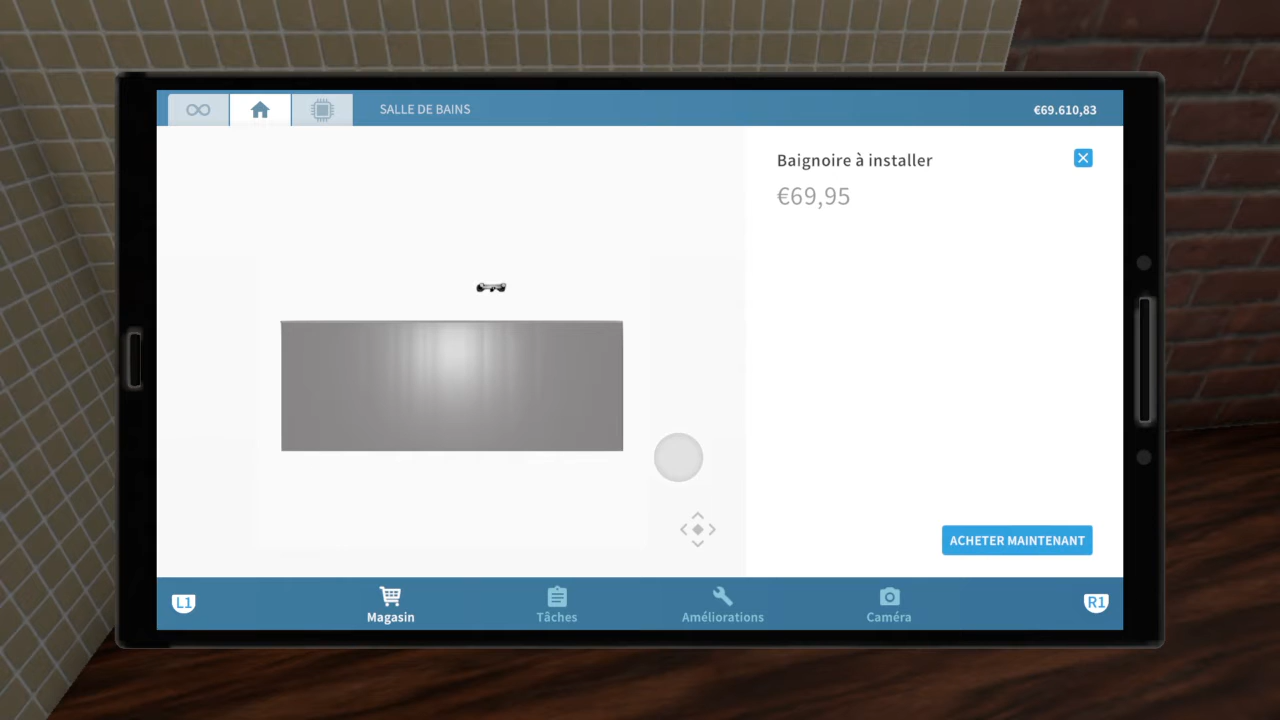 SALLE DE BAINS
€69.610,83
Baignoire à installer
€69,95
ACHETER MAINTENANT
L1
Magasin
Tâches
Améliorations
Caméra
R1